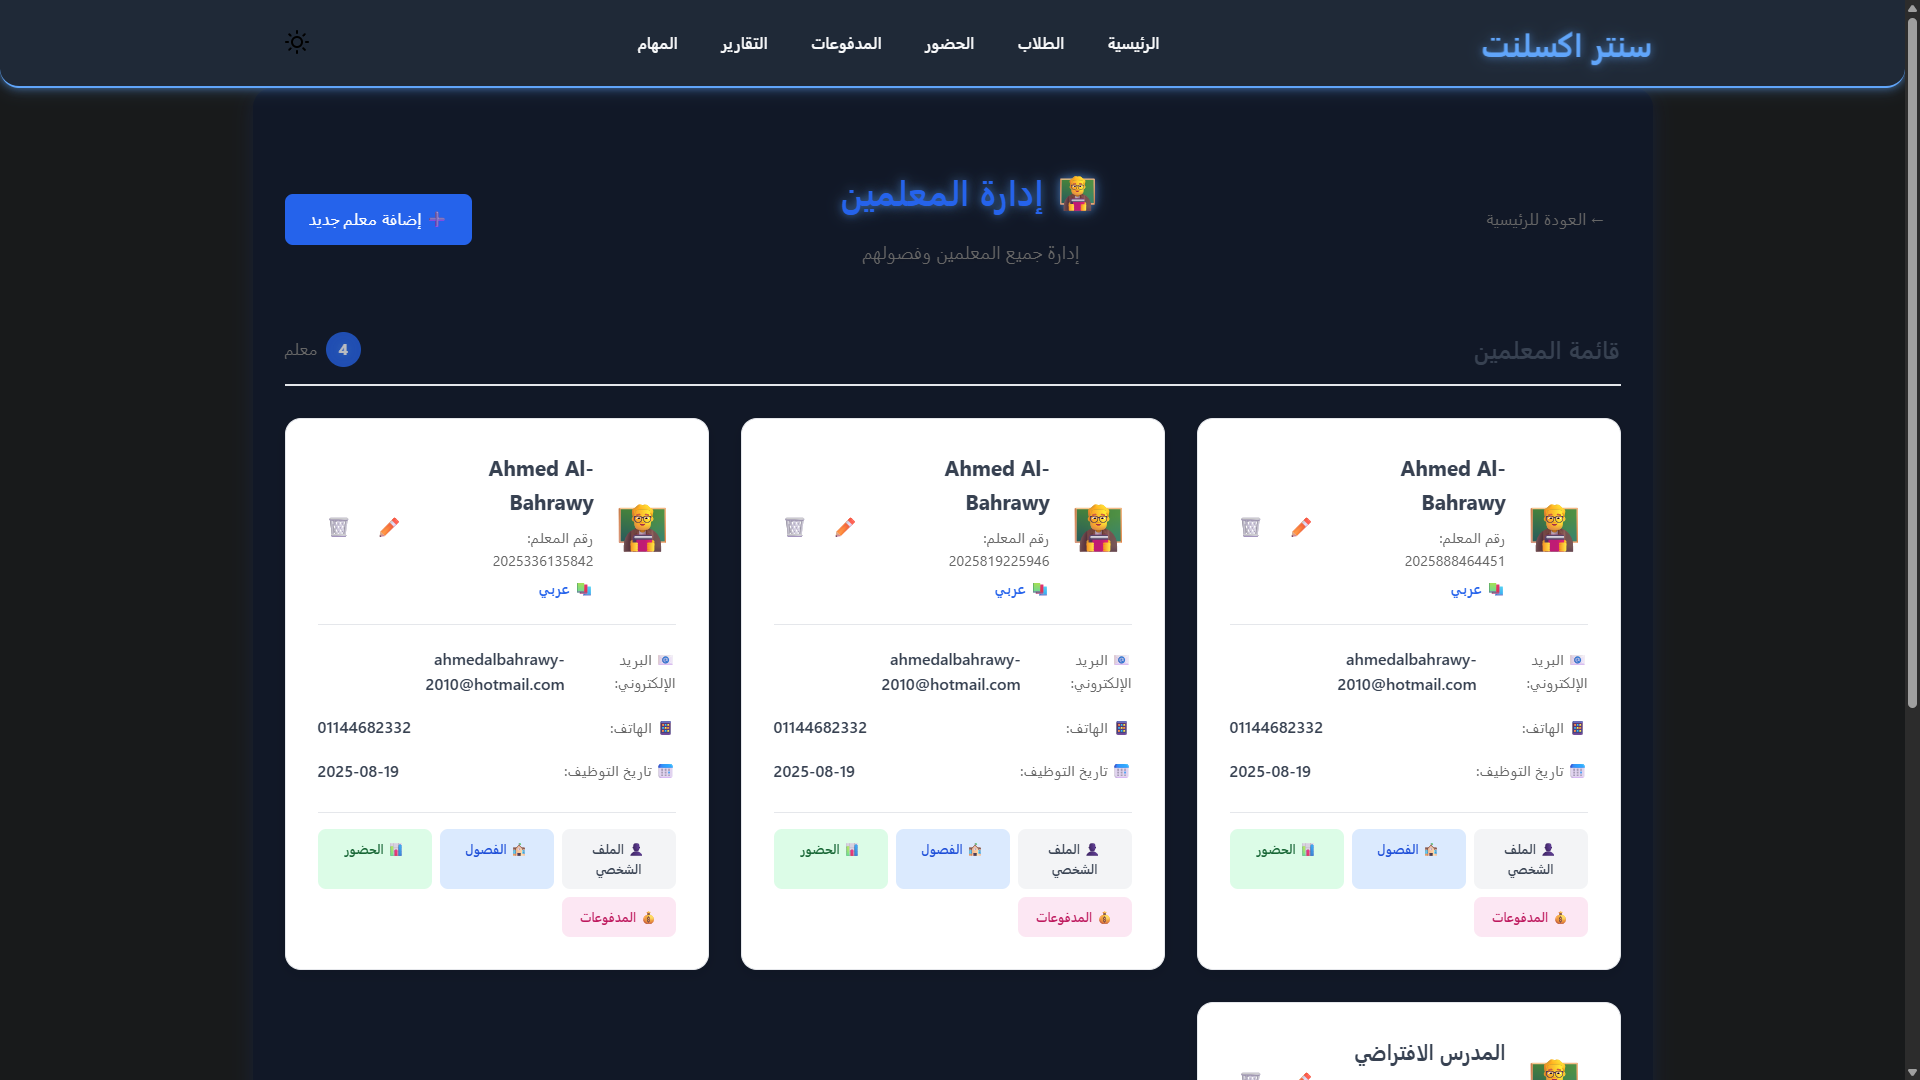 سنتر اكسلنت
الرئيسية
الطلاب
الحضور
المدفوعات
التقارير
المهام
← العودة للرئيسية
إدارة المعلمين
إدارة جميع المعلمين وفصولهم
إضافة معلم جديد
قائمة المعلمين
4 معلم
Ahmed Al-
Bahrawy
رقم المعلم:
2025888464451
عربي
البريد
الإلكتروني:
ahmedalbahrawy-
2010@hotmail.com
الهاتف:
01144682332
تاريخ التوظيف:
2025-08-19
الملف
الشخصي
الفصول
الحضور
المدفوعات
Ahmed Al-
Bahrawy
رقم المعلم:
2025819225946
عربي
البريد
الإلكتروني:
ahmedalbahrawy-
2010@hotmail.com
الهاتف:
01144682332
تاريخ التوظيف:
2025-08-19
الملف
الشخصي
الفصول
الحضور
المدفوعات
Ahmed Al-
Bahrawy
رقم المعلم:
2025336135842
عربي
البريد
الإلكتروني:
ahmedalbahrawy-
2010@hotmail.com
الهاتف:
01144682332
تاريخ التوظيف:
2025-08-19
الملف
الشخصي
الفصول
الحضور
المدفوعات
المدرس الافتراضي